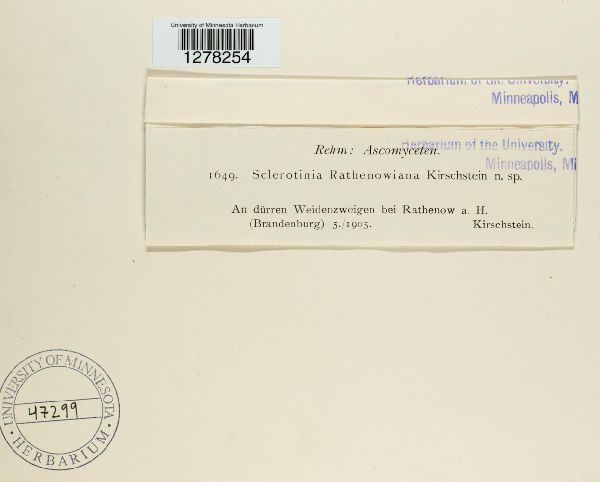 University of Minnesota Herbarium
1278254
Herbarium of the University.
Minneapolis, M
Herbarium of the University.
Minneapolis, Mi
Rehm: Ascomyceten.
1649. Sclerotinia Rathenowiana Kirschstein n. sp.
An dürren Weidenzweigen bei Rathenow a. H.
(Brandenburg) 5./1905. Kirschstein.
UNIVERSITY OF MINNESOTA
47299
• HERBARIUM •